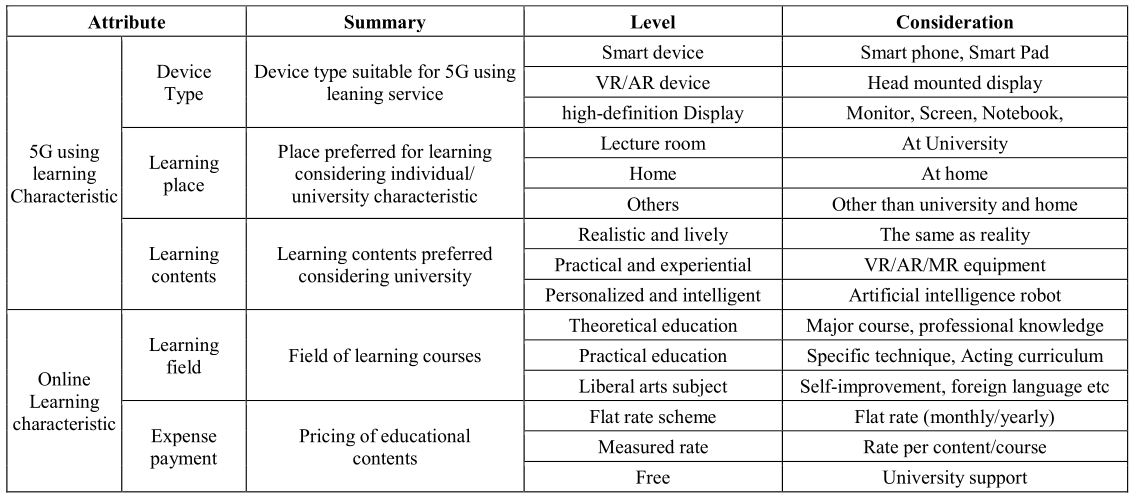 Attribute Summary Level Consideration
5G using
learning
Characteristic
Device
Type
Device type suitable for 5G using
leaning service
Smart device Smart phone, Smart Pad
VR/AR device Head mounted display
high-definition Display Monitor, Screen, Notebook,
Learning
place
Place preferred for learning
considering individual/
university characteristic
Lecture room At University
Home At home
Others Other than university and home
Learning
contents
Learning contents preferred
considering university
Realistic and lively The same as reality
Practical and experiential VR/AR/MR equipment
Personalized and intelligent Artificial intelligence robot
Online
Learning
characteristic
Learning
field
Field of learning courses
Theoretical education Major course, professional knowledge
Practical education Specific technique, Acting curriculum
Liberal arts subject Self-improvement, foreign language etc
Expense
payment
Pricing of educational
contents
Flat rate scheme Flat rate (monthly/yearly)
Measured rate Rate per content/course
Free University support